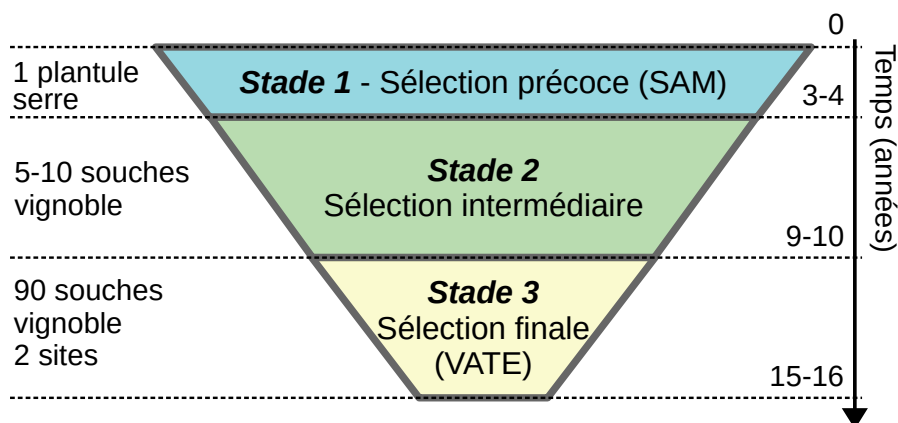 0
1 plantule
serre
Stade 1 - Sélection précoce (SAM)
3-4
5-10 souches
vignoble
Stade 2
Sélection intermédiaire
9-10
90 souches
vignoble
2 sites
Stade 3
Sélection finale
(VATE)
15-16
Temps (années)